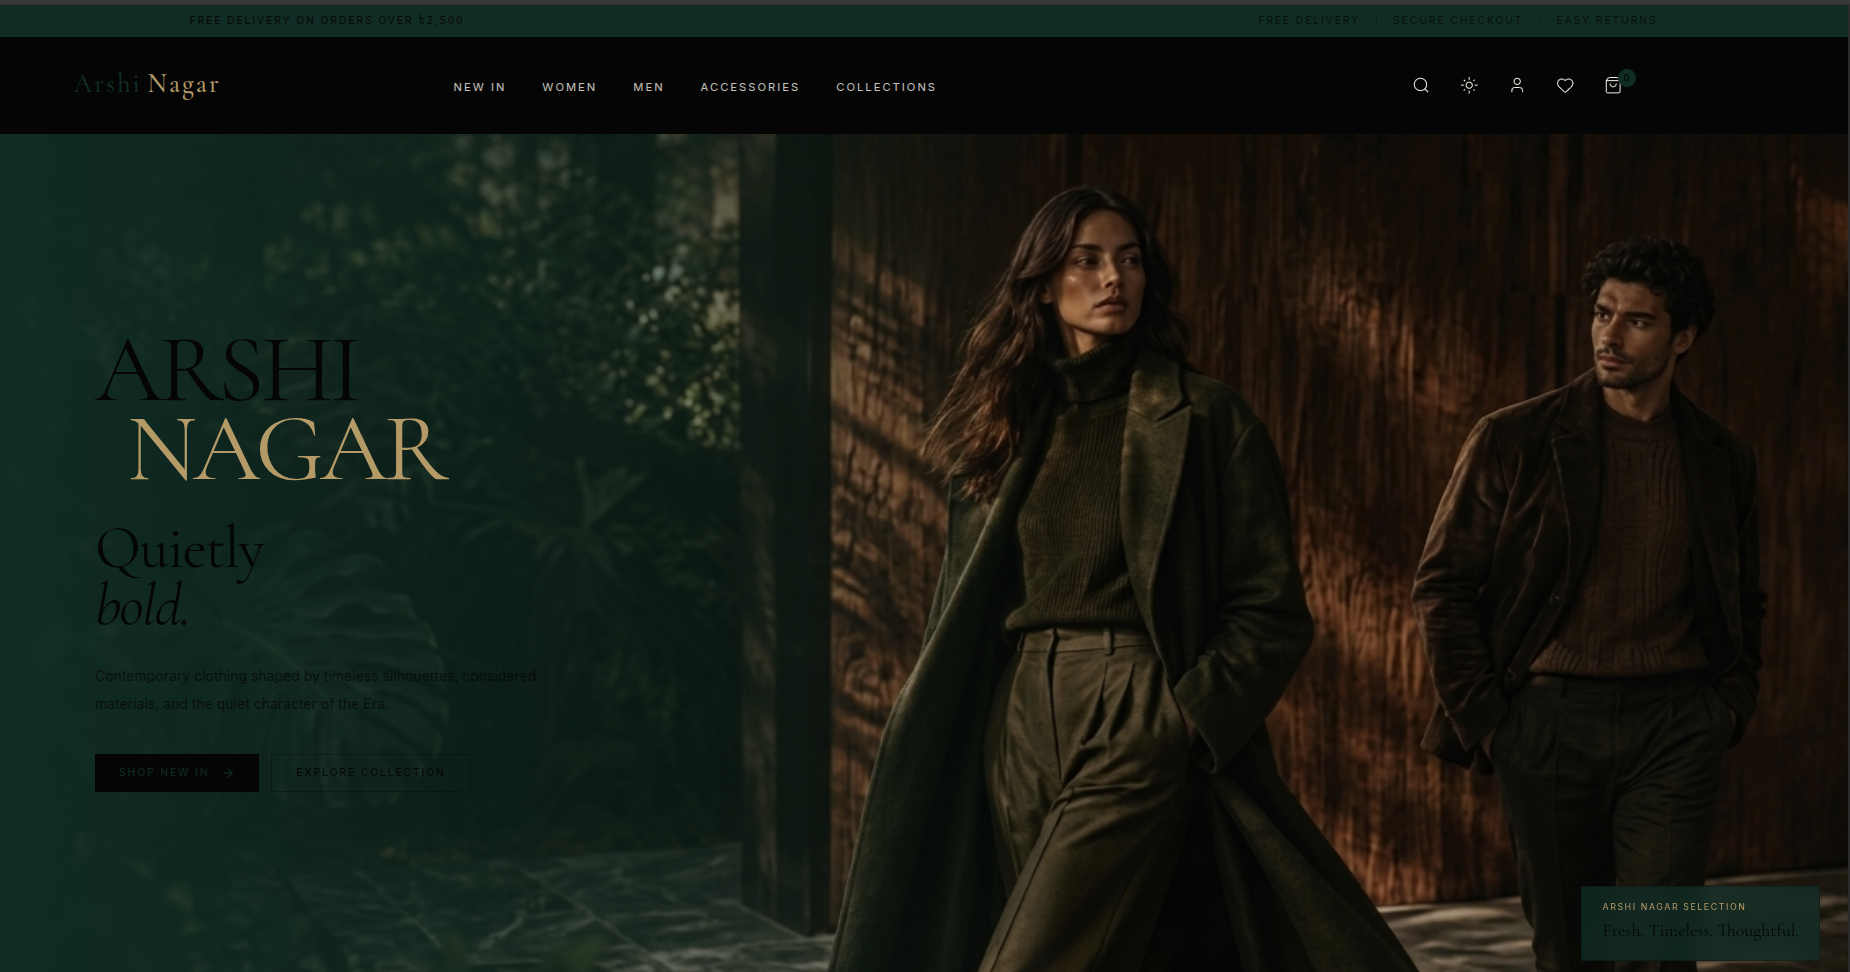 FREE DELIVERY ON ORDERS OVER ৳2,500
FREE DELIVERY | SECURE CHECKOUT | EASY RETURNS
Arshi Nagar
NEW IN WOMEN MEN ACCESSORIES COLLECTIONS
0
ARSHI
NAGAR
Quietly
bold.
Contemporary clothing shaped by timeless silhouettes, considered
materials, and the quiet character of the Era.
SHOP NEW IN → EXPLORE COLLECTION
ARSHI NAGAR SELECTION
Fresh. Timeless. Thoughtful.